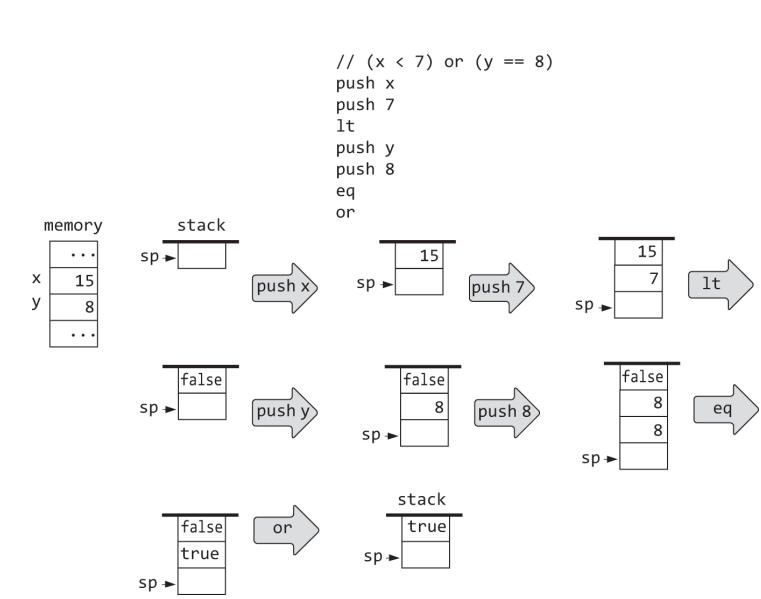 // (x < 7) or (y == 8)
push x
push 7
lt
push y
push 8
eq
or
memory
...
x 15
y 8
...
stack
sp
push x
15
sp
push 7
15
7
sp
lt
false
sp
push y
false
8
sp
push 8
false
8
8
sp
eq
false
true
sp
or
stack
true
sp